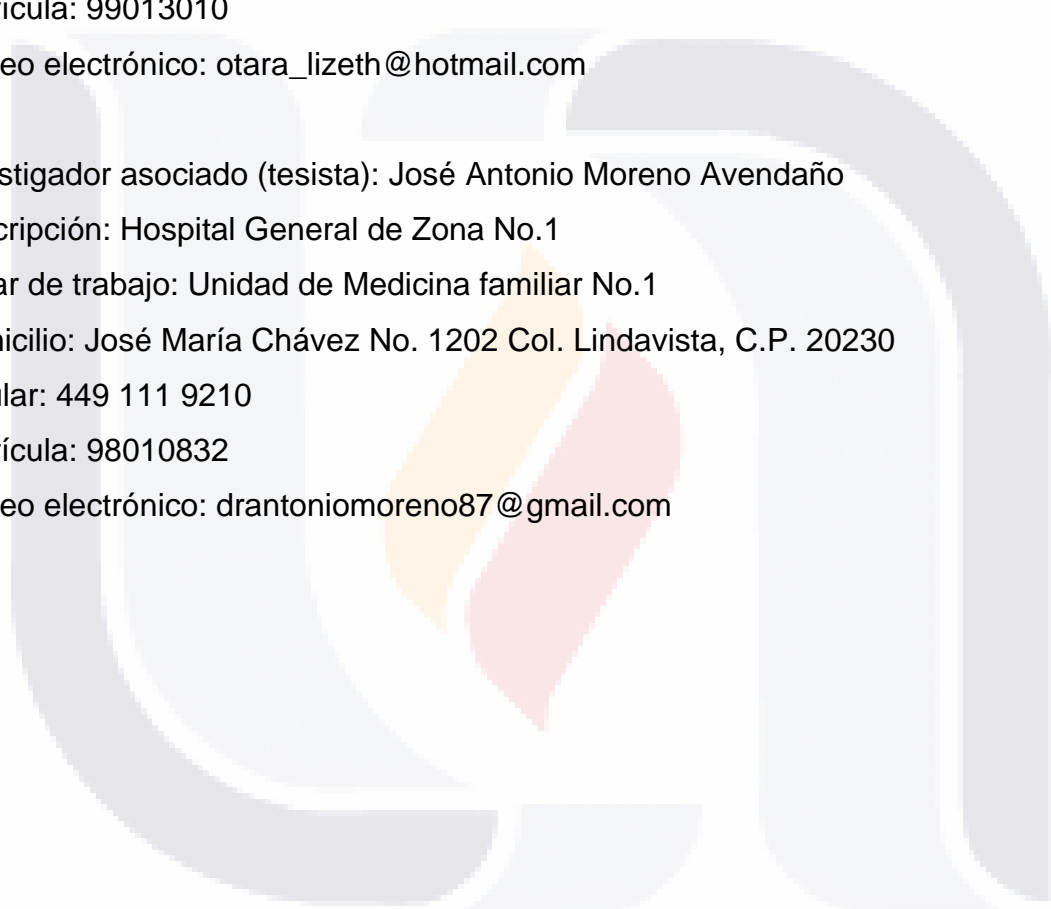 rícula: 99013010
eo electrónico: otara_lizeth@hotmail.com
stigador asociado (tesista): José Antonio Moreno Avendaño
cripción: Hospital General de Zona No.1
ar de trabajo: Unidad de Medicina familiar No.1
icilio: José María Chávez No. 1202 Col. Lindavista, C.P. 20230
lar: 449 111 9210
rícula: 98010832
eo electrónico: drantoniomoreno87@gmail.com